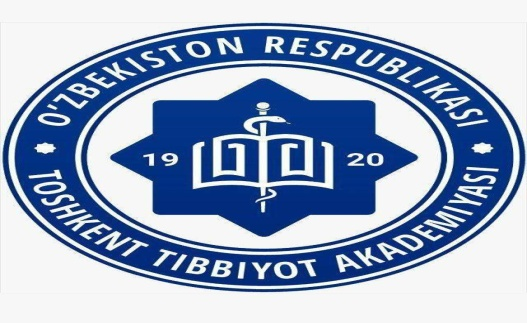 O'ZBEKISTON RESPUBLIKASI
19 20
TOSHKENT TIBBIYOT AKADEMIYASI